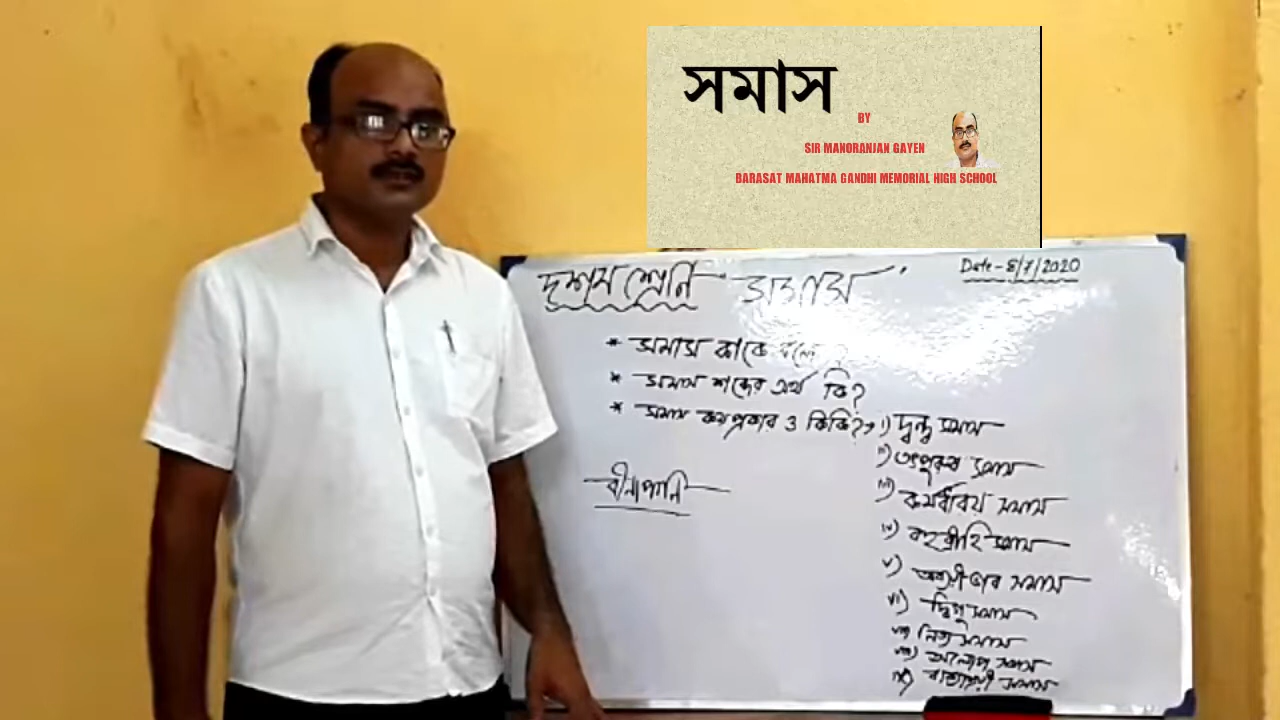 সমাস
BY
SIR MANORANJAN GAYEN
BARASAT MAHATMA GANDHI MEMORIAL HIGH SCHOOL
Date - 8/7/2020
দশম শ্রেণি সমাস
* সমাস কাকে বলে ?
* সমাস শব্দের অর্থ কি?
* সমাস কয়প্রকার ও কিকি?→ i) দ্বন্দ্ব সমাস
ii) তৎপুরুষ সমাস
iii) কর্মধারয় সমাস
iv) বহুব্রীহি সমাস
v) অব্যয়ীভাব সমাস
vi) দ্বিগু সমাস
vii) নিত্য সমাস
viii) অলোপ সমাস
ix) বাক্যাশ্রয়ী সমাস
বীনাপানি